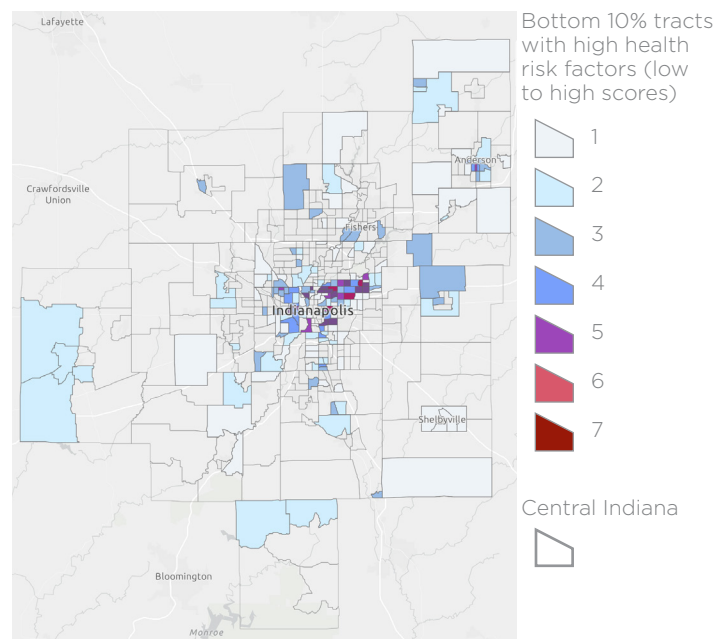 Lafayette
Crawfordsville
Union
Anderson
Fishers
Indianapolis
Shelbyville
Bloomington
Monroe
Bottom 10% tracts
with high health
risk factors (low
to high scores)
1
2
3
4
5
6
7
Central Indiana